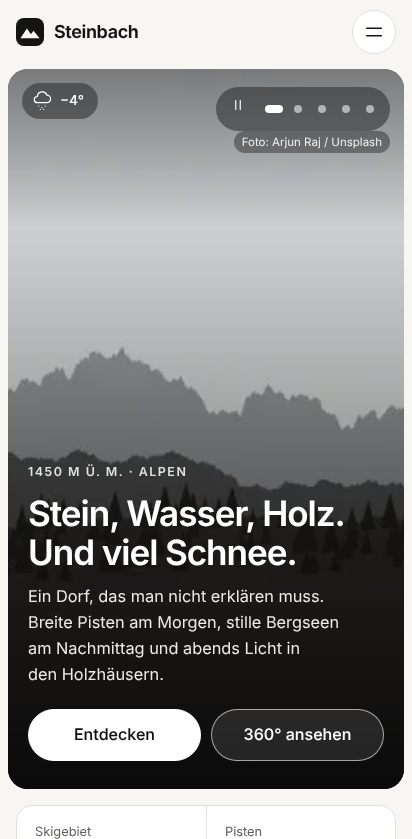 Steinbach
−4°
Foto: Arjun Raj / Unsplash
1450 M Ü. M. · ALPEN
Stein, Wasser, Holz.
Und viel Schnee.
Ein Dorf, das man nicht erklären muss.
Breite Pisten am Morgen, stille Bergseen
am Nachmittag und abends Licht in
den Holzhäusern.
Entdecken
360° ansehen
Skigebiet
Pisten